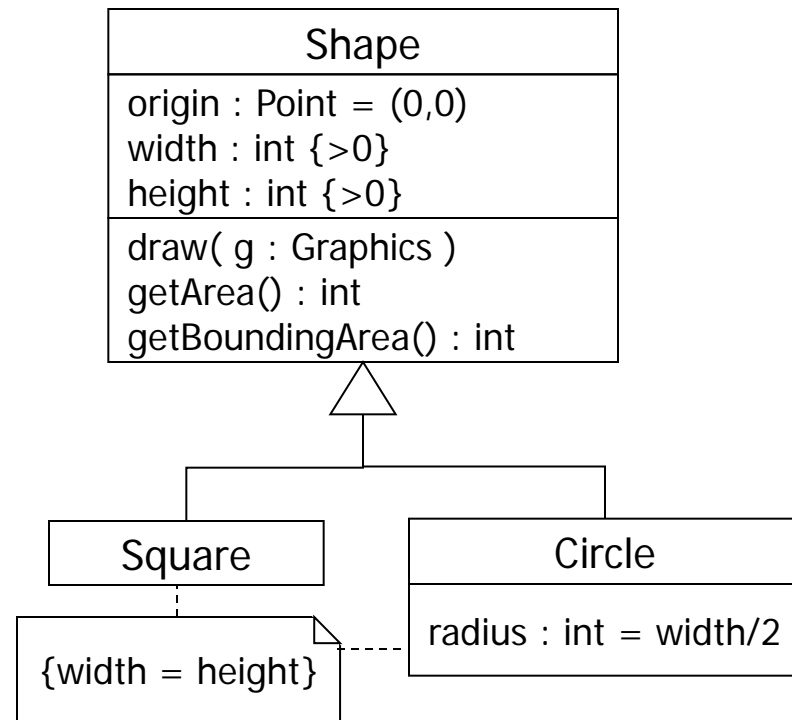 Shape
origin : Point = (0,0)
width : int {>0}
height : int {>0}
draw( g : Graphics )
getArea() : int
getBoundingArea() : int
Square
Circle
radius : int = width/2
{width = height}